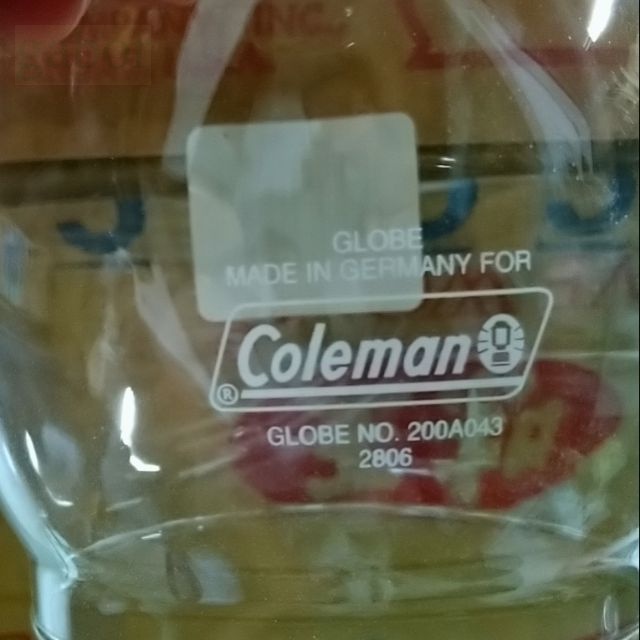 GLOBE
MADE IN GERMANY FOR
Coleman
®
GLOBE NO. 200A043
2806